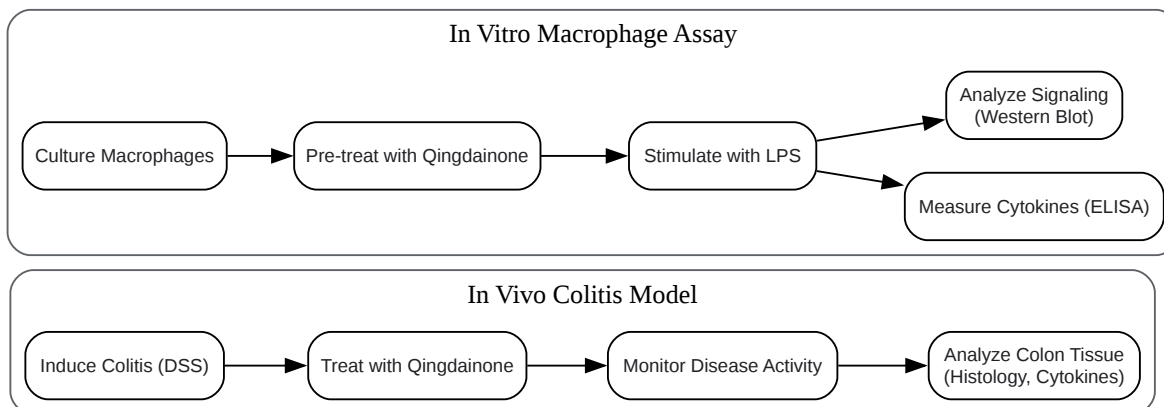 In Vitro Macrophage Assay
Culture Macrophages
Pre-treat with Qingdainone
Stimulate with LPS
Analyze Signaling
(Western Blot)
Measure Cytokines (ELISA)
In Vivo Colitis Model
Induce Colitis (DSS)
Treat with Qingdainone
Monitor Disease Activity
Analyze Colon Tissue
(Histology, Cytokines)